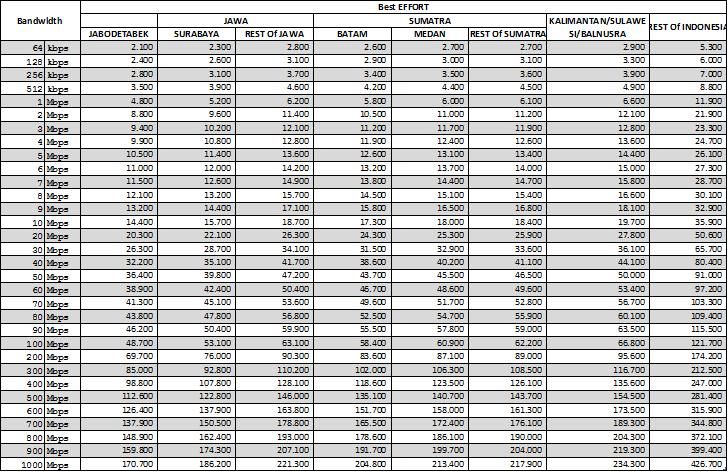 Best EFFORT
Bandwidth JAWA SUMATRA KALIMANTAN/SULAWESI/BALNUSRA REST Of INDONESIA
JABODETABEK SURABAYA REST Of JAWA BATAM MEDAN REST Of SUMATRA
64 kbps 2.100 2.300 2.800 2.600 2.700 2.700 2.900 5.300
128 kbps 2.400 2.600 3.100 2.900 3.000 3.100 3.300 6.000
256 kbps 2.800 3.100 3.700 3.400 3.500 3.600 3.900 7.000
512 kbps 3.500 3.900 4.600 4.200 4.400 4.500 4.900 8.800
1 Mbps 4.800 5.200 6.200 5.800 6.000 6.100 6.600 11.900
2 Mbps 8.800 9.600 11.400 10.500 11.000 11.200 12.100 21.900
3 Mbps 9.400 10.200 12.100 11.200 11.700 11.900 12.800 23.300
4 Mbps 9.900 10.800 12.800 11.900 12.400 12.600 13.600 24.700
5 Mbps 10.500 11.400 13.600 12.600 13.100 13.400 14.400 26.100
6 Mbps 11.000 12.000 14.200 13.200 13.700 14.000 15.000 27.300
7 Mbps 11.500 12.600 14.900 13.800 14.400 14.700 15.800 28.700
8 Mbps 12.100 13.200 15.700 14.500 15.100 15.400 16.600 30.100
9 Mbps 13.200 14.400 17.100 15.800 16.500 16.800 18.100 32.900
10 Mbps 14.400 15.700 18.700 17.300 18.000 18.400 19.700 35.900
20 Mbps 20.300 22.100 26.300 24.300 25.300 25.900 27.800 50.600
30 Mbps 26.300 28.700 34.100 31.500 32.900 33.600 36.100 65.700
40 Mbps 32.200 35.100 41.700 38.600 40.200 41.100 44.100 80.400
50 Mbps 36.400 39.800 47.200 43.700 45.500 46.500 50.000 91.000
60 Mbps 38.900 42.400 50.400 46.700 48.600 49.600 53.400 97.200
70 Mbps 41.300 45.100 53.600 49.600 51.700 52.800 56.700 103.300
80 Mbps 43.800 47.800 56.800 52.500 54.700 55.900 60.100 109.400
90 Mbps 46.200 50.400 59.900 55.500 57.800 59.000 63.500 115.500
100 Mbps 48.700 53.100 63.100 58.400 60.900 62.200 66.800 121.700
200 Mbps 69.700 76.000 90.300 83.600 87.100 89.000 95.600 174.200
300 Mbps 85.000 92.800 110.200 102.000 106.300 108.500 116.700 212.500
400 Mbps 98.800 107.800 128.100 118.600 123.500 126.100 135.600 247.000
500 Mbps 112.600 122.800 146.000 135.100 140.700 143.700 154.500 281.400
600 Mbps 126.400 137.900 163.800 151.700 158.000 161.300 173.500 315.900
700 Mbps 137.900 150.500 178.800 165.500 172.400 176.100 189.300 344.800
800 Mbps 148.900 162.400 193.000 178.600 186.100 190.000 204.300 372.100
900 Mbps 159.800 174.300 207.100 191.700 199.700 204.000 219.300 399.400
1000 Mbps 170.700 186.200 221.300 204.800 213.400 217.900 234.300 426.700